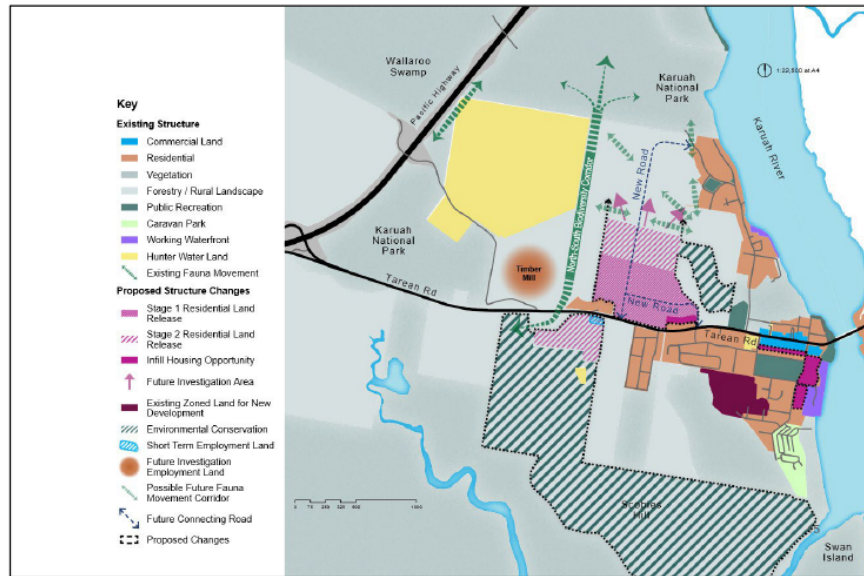 Key
Existing Structure
Commercial Land
Residential
Vegetation
Forestry / Rural Landscape
Public Recreation
Caravan Park
Working Waterfront
Hunter Water Land
Existing Fauna Movement
Proposed Structure Changes
Stage 1 Residential Land
Release
Stage 2 Residential Land
Release
Infill Housing Opportunity
Future Investigation Area
Existing Zoned Land for New
Development
Environmental Conservation
Short Term Employment Land
Future Investigation
Employment Land
Possible Future Fauna
Movement Corridor
Future Connecting Road
Proposed Changes
Wallaroo
Swamp
Pacific Highway
Karuah
National
Park
1:22,500 at A4
Karuah River
New Road
North-South Biodiversity Corridor
Karuah
National
Park
Timber
Mill
Tarean Rd
New Road
Tarean Rd
Scobies
Hill
Swan
Island